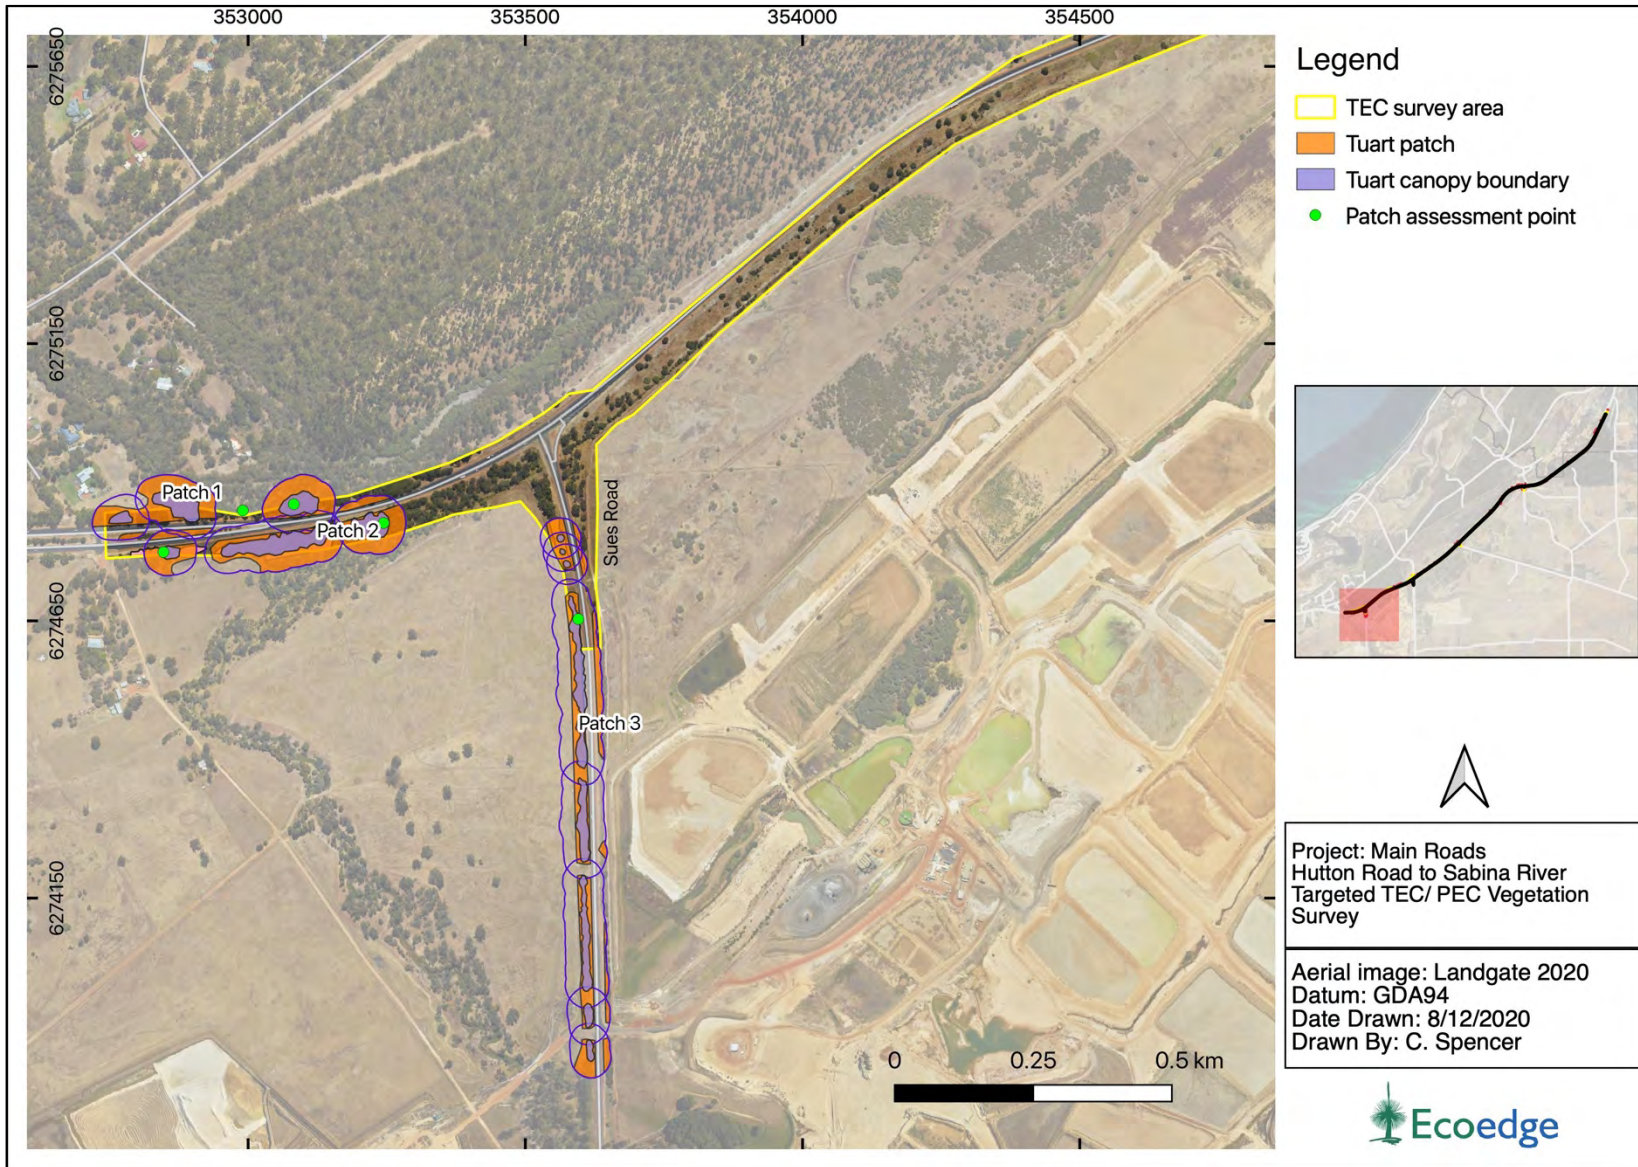 353000 353500 354000 354500
6275650
6275150
6274650
6274150
Patch 1
Patch 2
Sues Road
Patch 3
0 0.25 0.5 km
Legend
TEC survey area
Tuart patch
Tuart canopy boundary
Patch assessment point
Project: Main Roads
Hutton Road to Sabina River
Targeted TEC/ PEC Vegetation
Survey
Aerial image: Landgate 2020
Datum: GDA94
Date Drawn: 8/12/2020
Drawn By: C. Spencer
Ecoedge